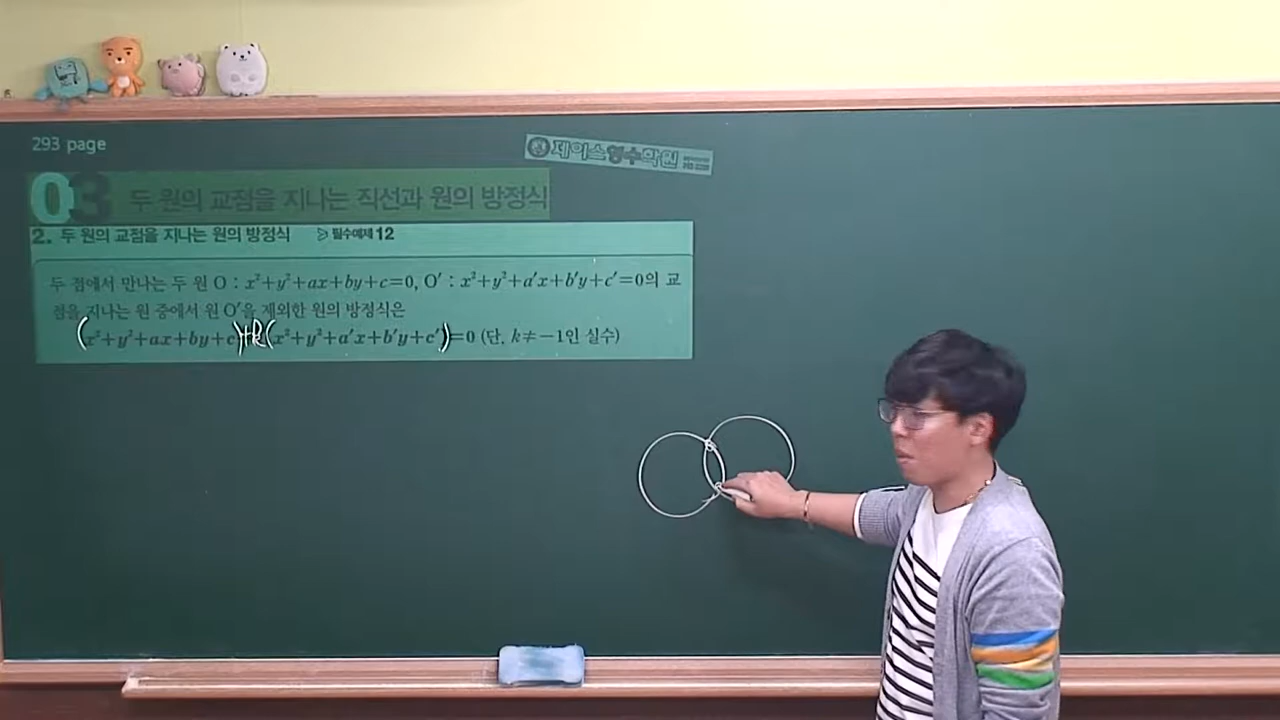 293 page
제이스영수학원
03 두 원의 교점을 지나는 직선과 원의 방정식
2. 두 원의 교점을 지나는 원의 방정식 ▷ 필수예제 12
두 점에서 만나는 두 원 O : x²+y²+ax+by+c=0, O′ : x²+y²+a′x+b′y+c′=0의 교
점을 지나는 원 중에서 원 O′을 제외한 원의 방정식은
(x²+y²+ax+by+c)+k(x²+y²+a′x+b′y+c′)=0 (단, k≠−1인 실수)